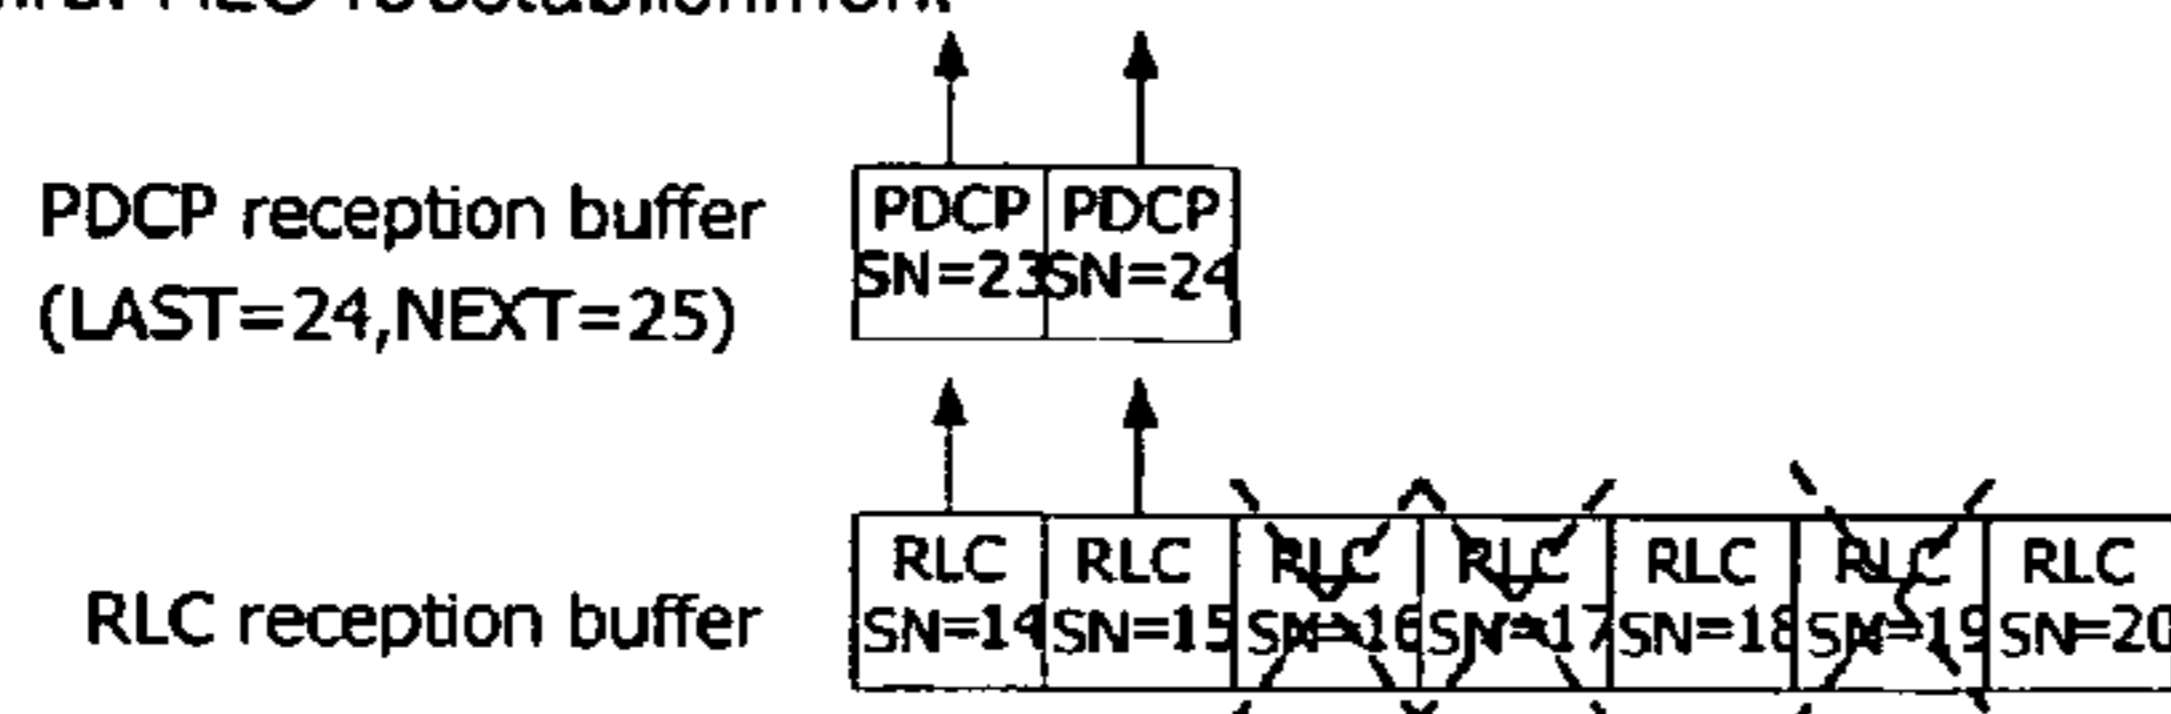 PDCP reception buffer
(LAST=24,NEXT=25)
PDCP PDCP
SN=23 SN=24
RLC reception buffer
RLC RLC RLC RLC RLC RLC RLC
SN=14 SN=15 SN=16 SN=17 SN=18 SN=19 SN=20